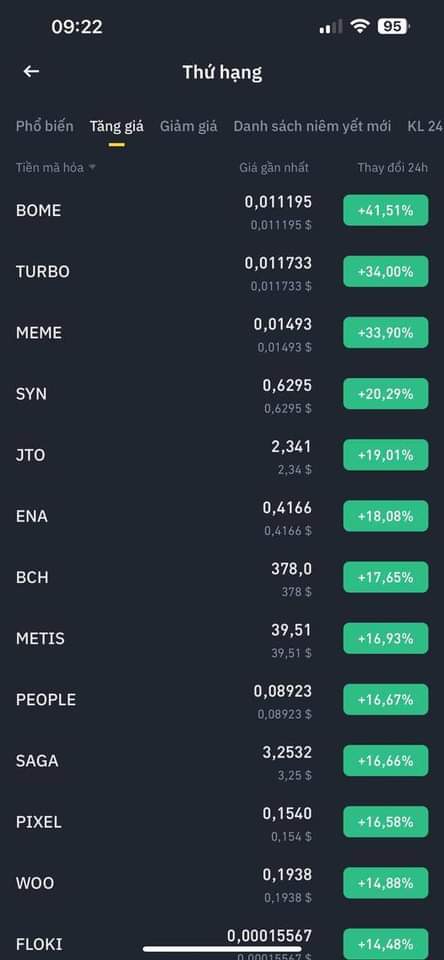 09:22
95
Thứ hạng
Phổ biến Tăng giá Giảm giá Danh sách niêm yết mới KL 24
Tiền mã hóa Giá gần nhất Thay đổi 24h
BOME 0,011195 +41,51%
0,011195 $
TURBO 0,011733 +34,00%
0,011733 $
MEME 0,01493 +33,90%
0,01493 $
SYN 0,6295 +20,29%
0,6295 $
JTO 2,341 +19,01%
2,34 $
ENA 0,4166 +18,08%
0,4166 $
BCH 378,0 +17,65%
378 $
METIS 39,51 +16,93%
39,51 $
PEOPLE 0,08923 +16,67%
0,08923 $
SAGA 3,2532 +16,66%
3,25 $
PIXEL 0,1540 +16,58%
0,154 $
WOO 0,1938 +14,88%
0,1938 $
FLOKI 0,00015567 +14,48%
0,00015567 $